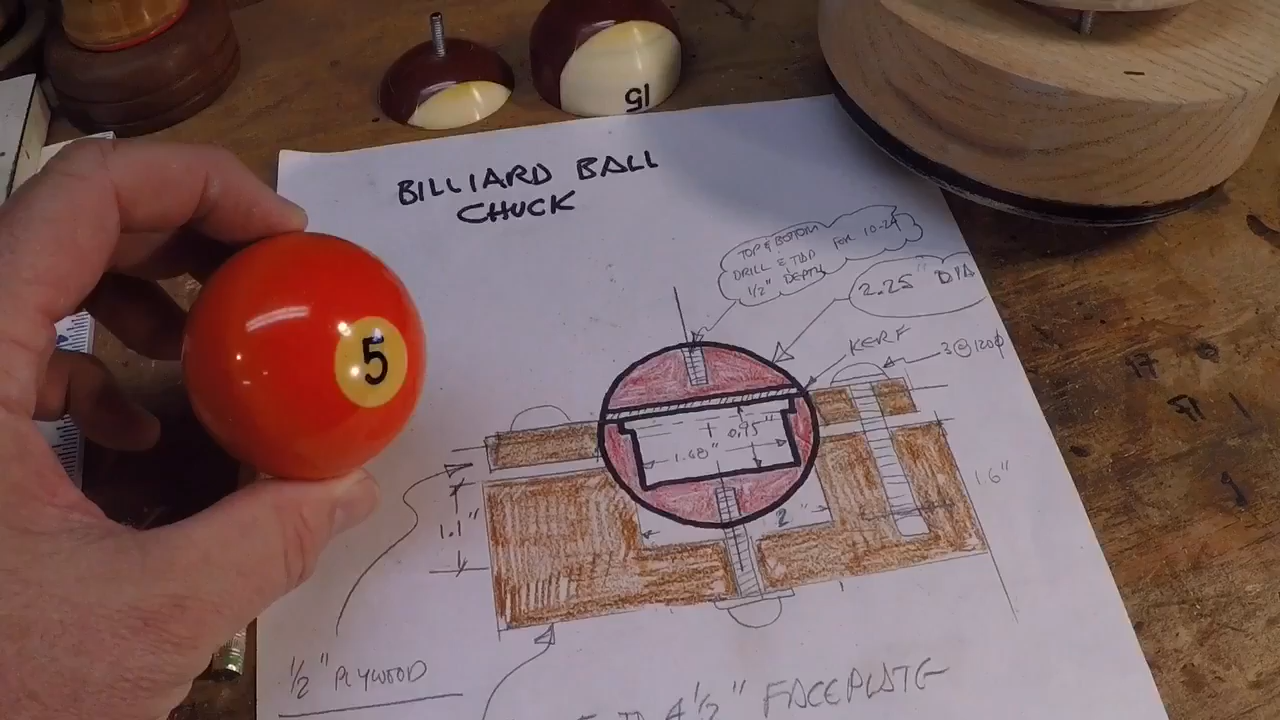 15
BILLIARD BALL
CHUCK
TOP & BOTTOM
DRILL & TAP FOR 10-24
1/2" DEPTH
2.25" DIA
KERF
3@120
5
0.95"
1.68"
1.6"
2"
1.1"
1/2" PLYWOOD
4 1/2" FACEPLATE